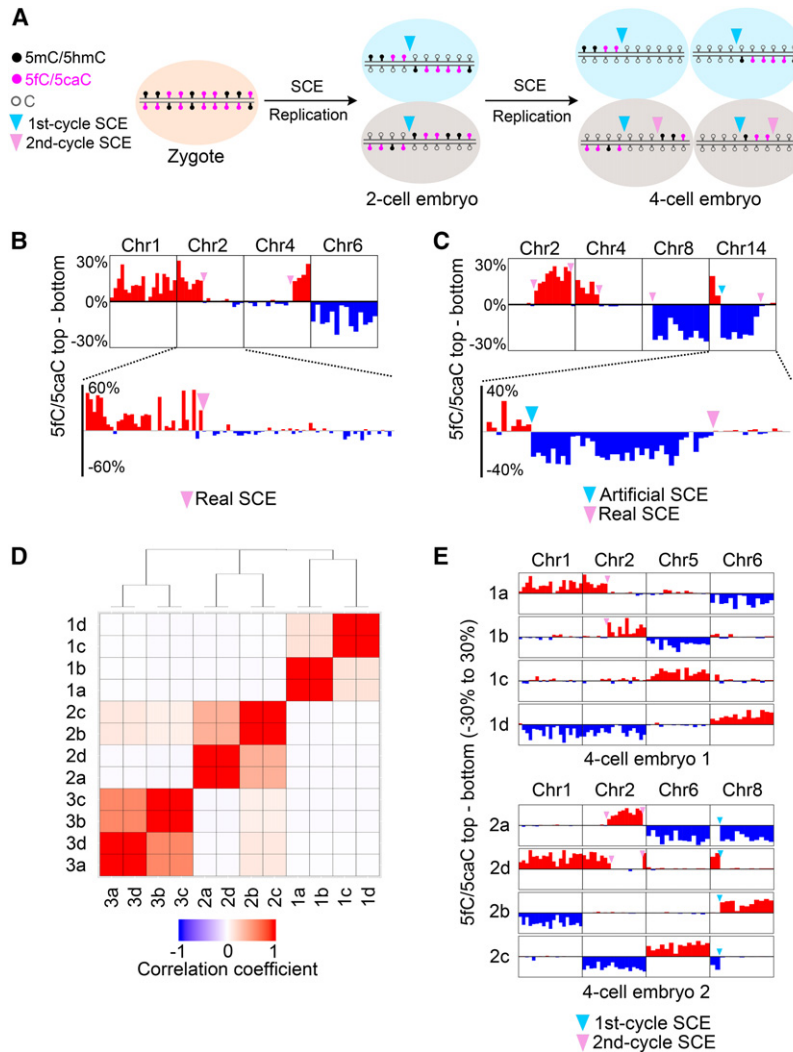 A
5mC/5hmC
5fC/5caC
C
1st-cycle SCE
2nd-cycle SCE
Zygote
SCE
Replication
2-cell embryo
SCE
Replication
4-cell embryo
B
Chr1 Chr2 Chr4 Chr6
30%
0%
-30%
5fC/5caC top - bottom
60%
-60%
Real SCE
C
Chr2 Chr4 Chr8 Chr14
30%
0%
-30%
5fC/5caC top - bottom
40%
-40%
Artificial SCE
Real SCE
D
1d
1c
1b
1a
2c
2b
2d
2a
3c
3b
3d
3a
3a 3d 3b 3c 2a 2d 2b 2c 1a 1b 1c 1d
-1 0 1
Correlation coefficient
E
5fC/5caC top - bottom (-30% to 30%)
Chr1 Chr2 Chr5 Chr6
1a
1b
1c
1d
4-cell embryo 1
Chr1 Chr2 Chr6 Chr8
2a
2d
2b
2c
4-cell embryo 2
1st-cycle SCE
2nd-cycle SCE